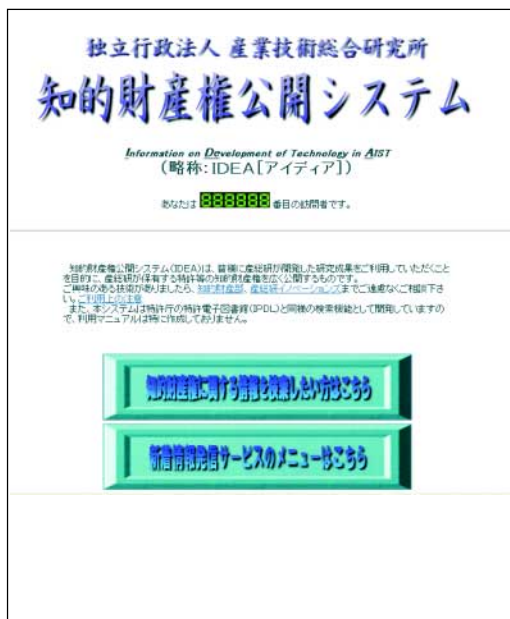 独立行政法人 産業技術総合研究所
知的財産権公開システム
Information on Development of Technology in AIST
（略称：IDEA［アイディア］）
あなたは 888888 番目の訪問者です。
知的財産権公開システム(IDEA)は、皆様に産総研が開発した研究成果をご利用していただくこと
を目的に、産総研が保有する特許等の知的財産権を広く公開するものです。
ご興味のある技術がありましたら、知的財産部、産総研イノベーションズまでご遠慮なくご相談下さ
い。ご利用上の注意
また、本システムは特許庁の特許電子図書館(IPDL)と同様の検索機能として開発していますの
で、利用マニュアルは特に作成しておりません。
知的財産権に関する情報を検索したい方はこちら
新着情報発信サービスのメニューはこちら